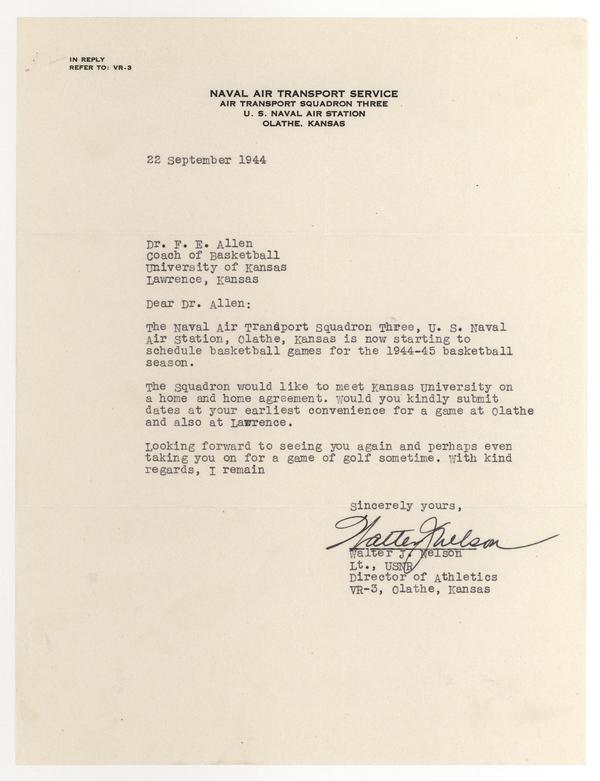 IN REPLY
REFER TO: VR-3
NAVAL AIR TRANSPORT SERVICE
AIR TRANSPORT SQUADRON THREE
U. S. NAVAL AIR STATION
OLATHE, KANSAS
22 September 1944
Dr. F. E. Allen
Coach of Basketball
University of Kansas
Lawrence, Kansas
Dear Dr. Allen:
The Naval Air Transport Squadron Three, U. S. Naval
Air Station, Olathe, Kansas is now starting to
schedule basketball games for the 1944-45 basketball
season.
The Squadron would like to meet Kansas University on
a home and home agreement. Would you kindly submit
dates at your earliest convenience for a game at Olathe
and also at Lawrence.
Looking forward to seeing you again and perhaps even
taking you on for a game of golf sometime. With kind
regards, I remain
Sincerely yours,
Walter J. Nelson
Walter J. Nelson
Lt., USNR
Director of Athletics
VR-3, Olathe, Kansas